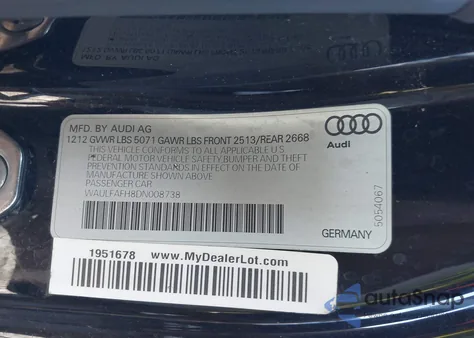 MFD. BY AUDI AG
1212 GVWR LBS 5071 GAWR LBS FRONT 2513/REAR 2668
THIS VEHICLE CONFORMS TO ALL APPLICABLE U.S.
FEDERAL MOTOR VEHICLE SAFETY BUMPER AND THEFT
PREVENTION STANDARDS IN EFFECT ON THE DATE OF
MANUFACTURE SHOWN ABOVE.
PASSENGER CAR
WAULFAFH8DN008738
Audi
GERMANY
5054067
1951678 www.MyDealerLot.com
autoSnap